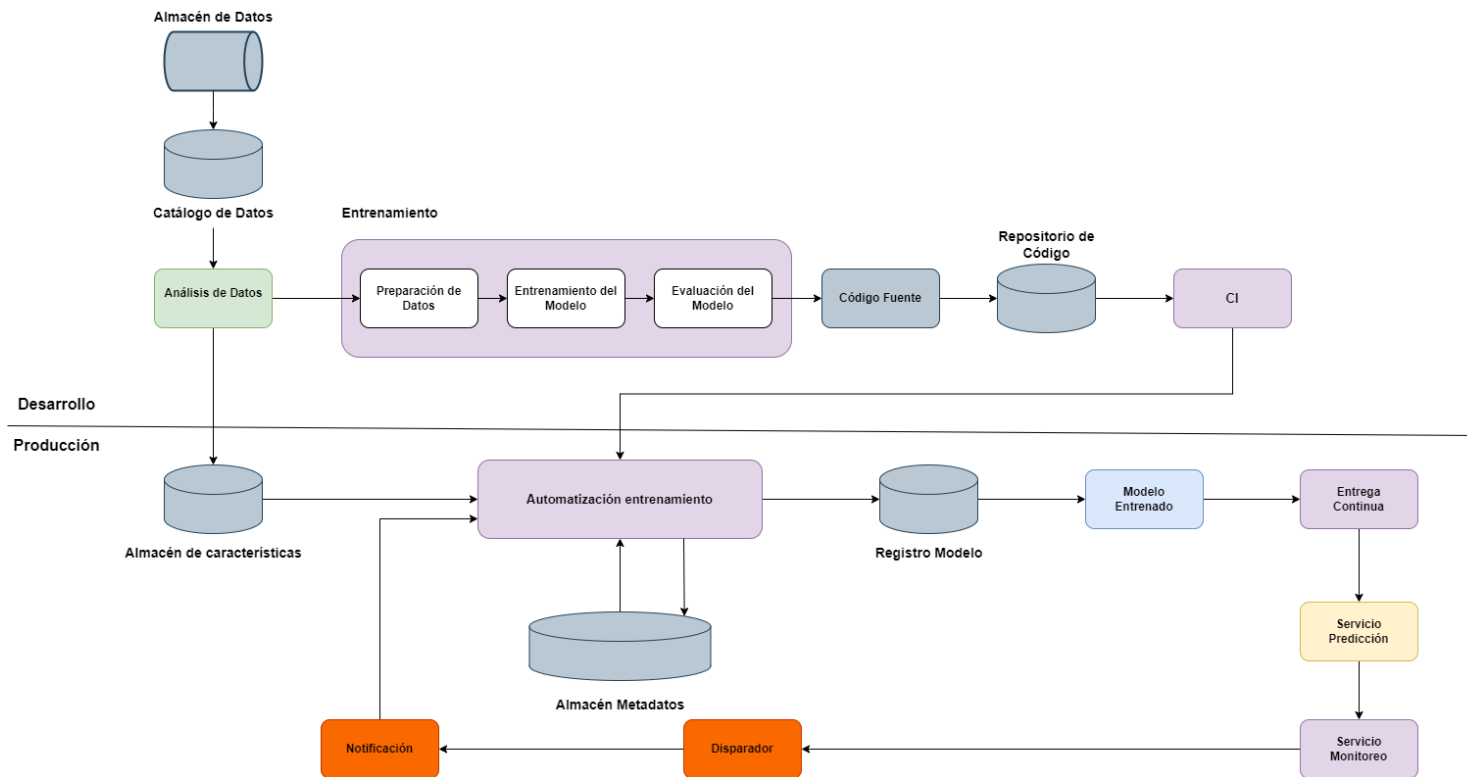 Almacén de Datos
Catálogo de Datos
Entrenamiento
Análisis de Datos
Preparación de
Datos
Entrenamiento del
Modelo
Evaluación del
Modelo
Código Fuente
Repositorio de
Código
CI
Desarrollo
Producción
Almacén de características
Automatización entrenamiento
Registro Modelo
Modelo
Entrenado
Entrega
Continua
Almacén Metadatos
Servicio
Predicción
Notificación
Disparador
Servicio
Monitoreo